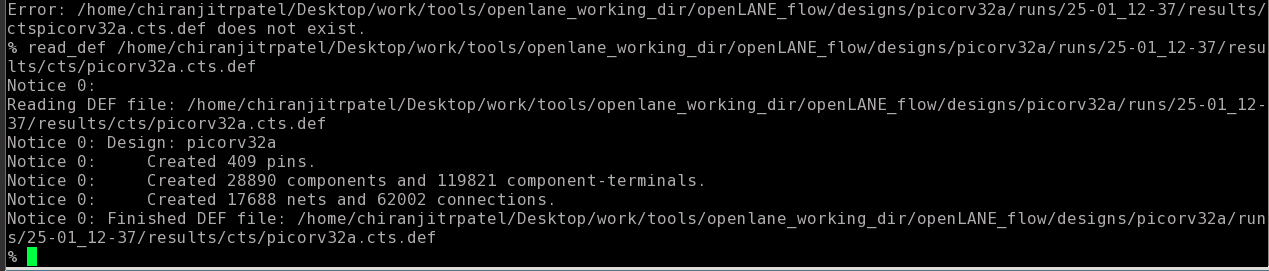 Error: /home/chiranjitrpatel/Desktop/work/tools/openlane_working_dir/openLANE_flow/designs/picorv32a/runs/25-01_12-37/results/
ctspicorv32a.cts.def does not exist.
% read_def /home/chiranjitrpatel/Desktop/work/tools/openlane_working_dir/openLANE_flow/designs/picorv32a/runs/25-01_12-37/resu
lts/cts/picorv32a.cts.def
Notice 0:
Reading DEF file: /home/chiranjitrpatel/Desktop/work/tools/openlane_working_dir/openLANE_flow/designs/picorv32a/runs/25-01_12-
37/results/cts/picorv32a.cts.def
Notice 0: Design: picorv32a
Notice 0:     Created 409 pins.
Notice 0:     Created 28890 components and 119821 component-terminals.
Notice 0:     Created 17688 nets and 62002 connections.
Notice 0: Finished DEF file: /home/chiranjitrpatel/Desktop/work/tools/openlane_working_dir/openLANE_flow/designs/picorv32a/run
s/25-01_12-37/results/cts/picorv32a.cts.def
%